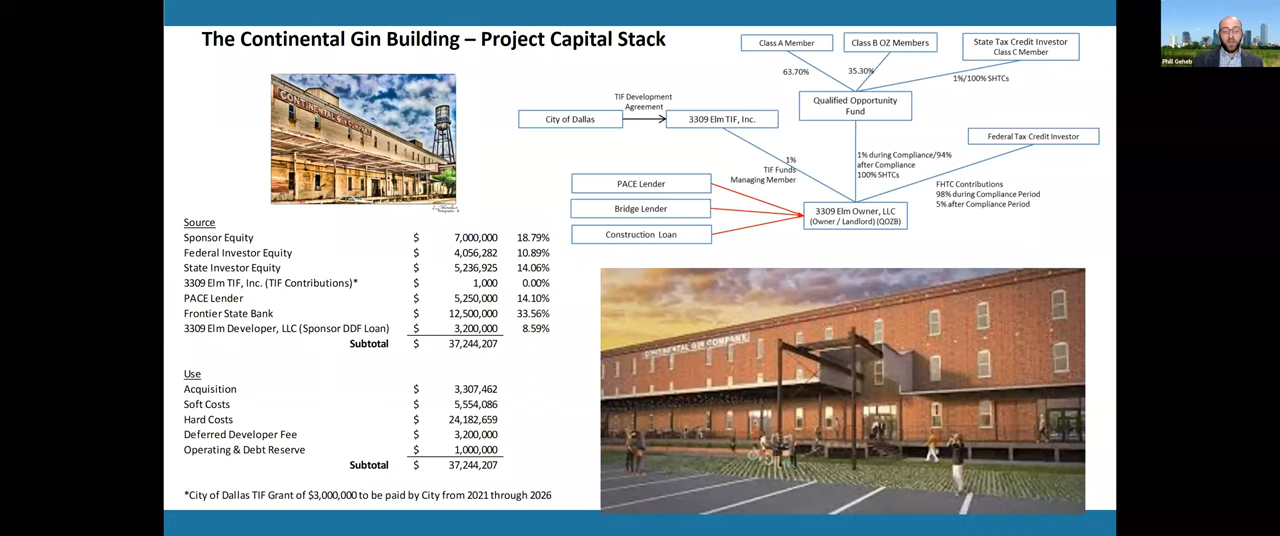 The Continental Gin Building – Project Capital Stack
Phill Geheb
CONTINENTAL GIN COMPANY
Class A Member
Class B OZ Members
State Tax Credit Investor
Class C Member
63.70%
35.30%
1%/100% SHTCs
TIF Development
Agreement
City of Dallas
3309 Elm TIF, Inc.
Qualified Opportunity
Fund
Federal Tax Credit Investor
1%
TIF Funds
Managing Member
1% during Compliance/94%
after Compliance
100% SHTCs
FHTC Contributions
98% during Compliance Period
5% after Compliance Period
PACE Lender
Bridge Lender
Construction Loan
3309 Elm Owner, LLC
(Owner / Landlord) (QOZB)
Source
Sponsor Equity $ 7,000,000 18.79%
Federal Investor Equity $ 4,056,282 10.89%
State Investor Equity $ 5,236,925 14.06%
3309 Elm TIF, Inc. (TIF Contributions)* $ 1,000 0.00%
PACE Lender $ 5,250,000 14.10%
Frontier State Bank $ 12,500,000 33.56%
3309 Elm Developer, LLC (Sponsor DDF Loan) $ 3,200,000 8.59%
Subtotal $ 37,244,207
Use
Acquisition $ 3,307,462
Soft Costs $ 5,554,086
Hard Costs $ 24,182,659
Deferred Developer Fee $ 3,200,000
Operating & Debt Reserve $ 1,000,000
Subtotal $ 37,244,207
*City of Dallas TIF Grant of $3,000,000 to be paid by City from 2021 through 2026
CONTINENTAL GIN COMPANY